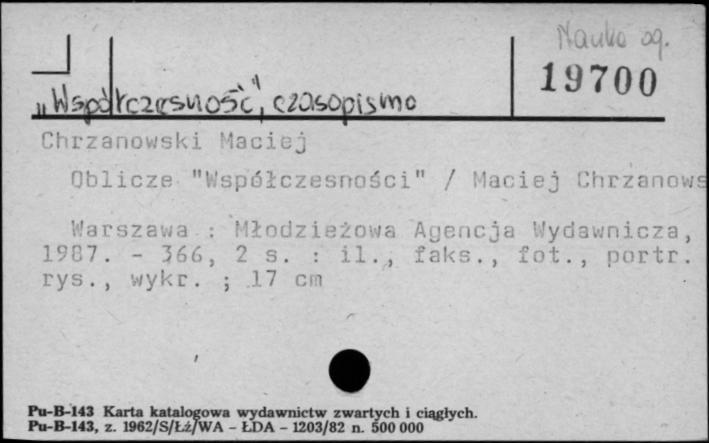 Nauka og.
19700
„Współczesność", czasopismo
Chrzanowski Maciej
Oblicze "Współczesności" / Maciej Chrzanows
Warszawa : Młodzieżowa Agencja Wydawnicza,
1987. - 366, 2 s. : il., faks., fot., portr.
rys., wykr. ; 17 cm
Pu-B-143 Karta katalogowa wydawnictw zwartych i ciągłych.
Pu-B-143, z. 1962/S/Łż/WA - ŁDA - 1203/82 n. 500 000